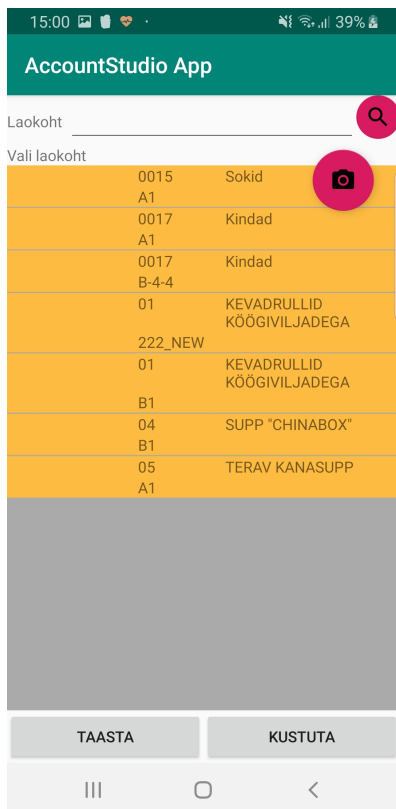 15:00 39%
AccountStudio App
Laokoht
Vali laokoht
0015 Sokid
A1
0017 Kindad
A1
0017 Kindad
B-4-4
01 KEVADRULLID
KÖÖGIVILJADEGA
222_NEW
01 KEVADRULLID
KÖÖGIVILJADEGA
B1
04 SUPP "CHINABOX"
B1
05 TERAV KANASUPP
A1
TAASTA KUSTUTA